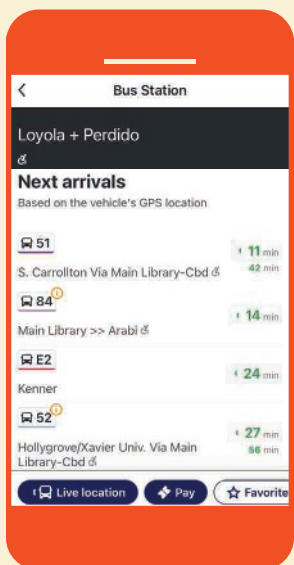 Bus Station
Loyola + Perdido
Next arrivals
Based on the vehicle's GPS location
51
11 min
S. Carrollton Via Main Library-Cbd
42 min
84
14 min
Main Library >> Arabi
E2
24 min
Kenner
52
27 min
Hollygrove/Xavier Univ. Via Main
56 min
Library-Cbd
Live location
Pay
Favorite